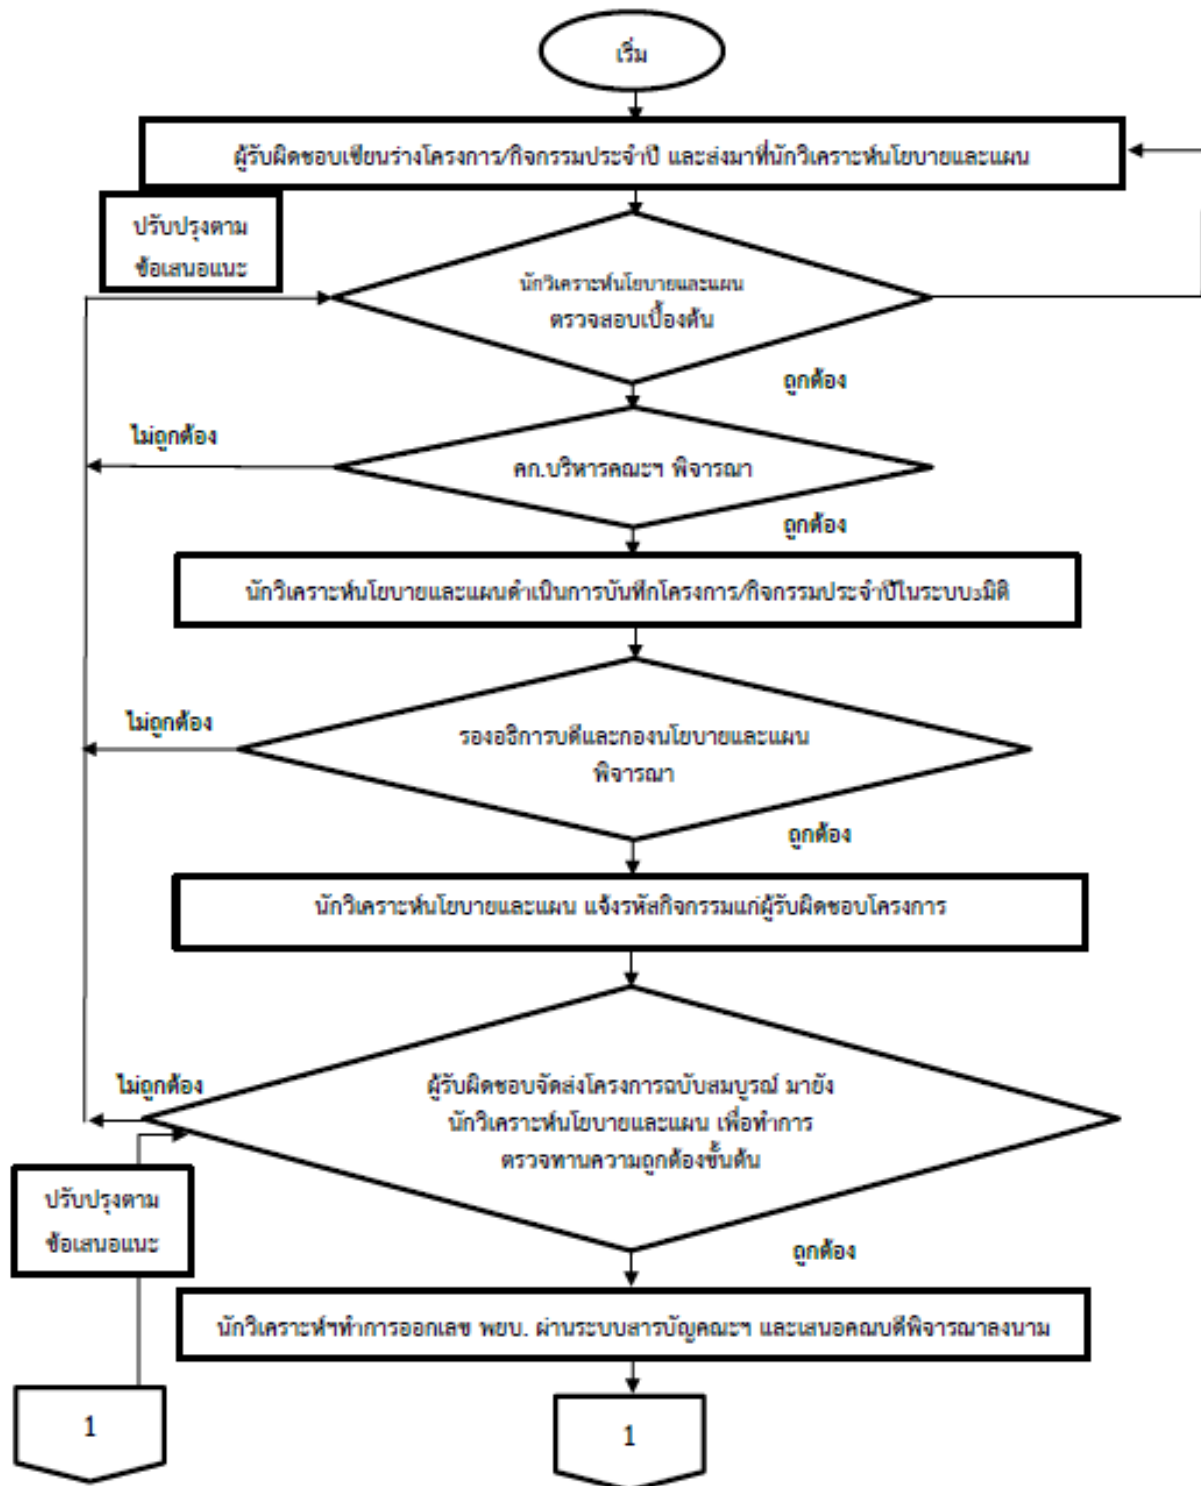 เริ่ม
ผู้รับผิดชอบเขียนร่างโครงการ/กิจกรรมประจำปี และส่งมาที่นักวิเคราะห์นโยบายและแผน
ปรับปรุงตาม
ข้อเสนอแนะ
นักวิเคราะห์นโยบายและแผน
ตรวจสอบเบื้องต้น
ถูกต้อง
ไม่ถูกต้อง
คก.บริหารคณะฯ พิจารณา
ถูกต้อง
นักวิเคราะห์นโยบายและแผนดำเนินการบันทึกโครงการ/กิจกรรมประจำปีในระบบ3มิติ
ไม่ถูกต้อง
รองอธิการบดีและกองนโยบายและแผน
พิจารณา
ถูกต้อง
นักวิเคราะห์นโยบายและแผน แจ้งรหัสกิจกรรมแก่ผู้รับผิดชอบโครงการ
ไม่ถูกต้อง
ผู้รับผิดชอบจัดส่งโครงการฉบับสมบูรณ์ มายัง
นักวิเคราะห์นโยบายและแผน เพื่อทำการ
ตรวจทานความถูกต้องขั้นต้น
ปรับปรุงตาม
ข้อเสนอแนะ
ถูกต้อง
นักวิเคราะห์ฯทำการออกเลข พยบ. ผ่านระบบสารบัญคณะฯ และเสนอคณบดีพิจารณาลงนาม
1
1